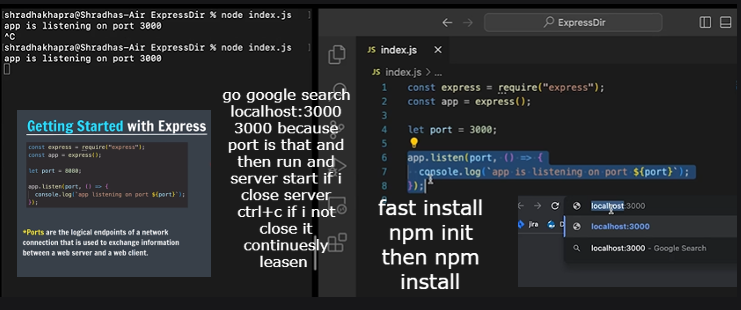 shradhakhapra@Shradhas-Air ExpressDir % node index.js
app is listening on port 3000
^C
shradhakhapra@Shradhas-Air ExpressDir % node index.js
app is listening on port 3000
Getting Started with Express
const express = require("express");
const app = express();
let port = 8080;
app.listen(port, () => {
console.log(`app listening on port ${port}`);
});
*Ports are the logical endpoints of a network
connection that is used to exchange information
between a web server and a web client.
go google search
localhost:3000
3000 because
port is that and
then run and
server start if i
close server
ctrl+c if i not
close it
continuesly
leasen
ExpressDir
JS index.js
JS index.js > ...
1 const express = require("express");
2 const app = express();
3
4 let port = 3000;
5
6 app.listen(port, () => {
7 console.log(`app is listening on port ${port}`);
8 });
9
fast install
npm init
then npm
install
localhost:3000
Jira
localhost:3000
localhost:3000 - Google Search